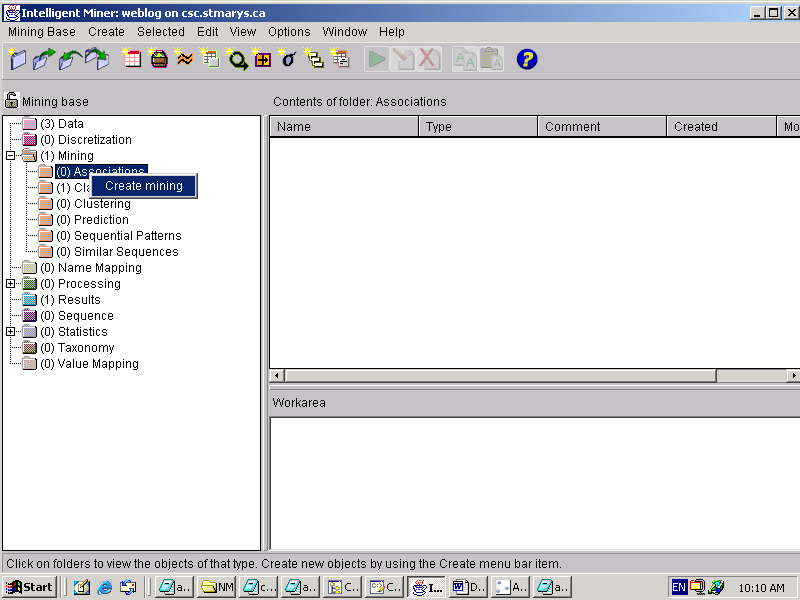 Intelligent Miner: weblog on csc.stmarys.ca
Mining Base Create Selected Edit View Options Window Help
Mining base
Contents of folder: Associations
(3) Data
(0) Discretization
(1) Mining
(0) Associations
(1) Cla
Create mining
(0) Clustering
(0) Prediction
(0) Sequential Patterns
(0) Similar Sequences
(0) Name Mapping
(0) Processing
(1) Results
(0) Sequence
(0) Statistics
(0) Taxonomy
(0) Value Mapping
Name Type Comment Created Mo
Workarea
Click on folders to view the objects of that type. Create new objects by using the Create menu bar item.
Start a.. NM c... a.. C.. C.. I... D.. A.. a.. EN 10:10 AM